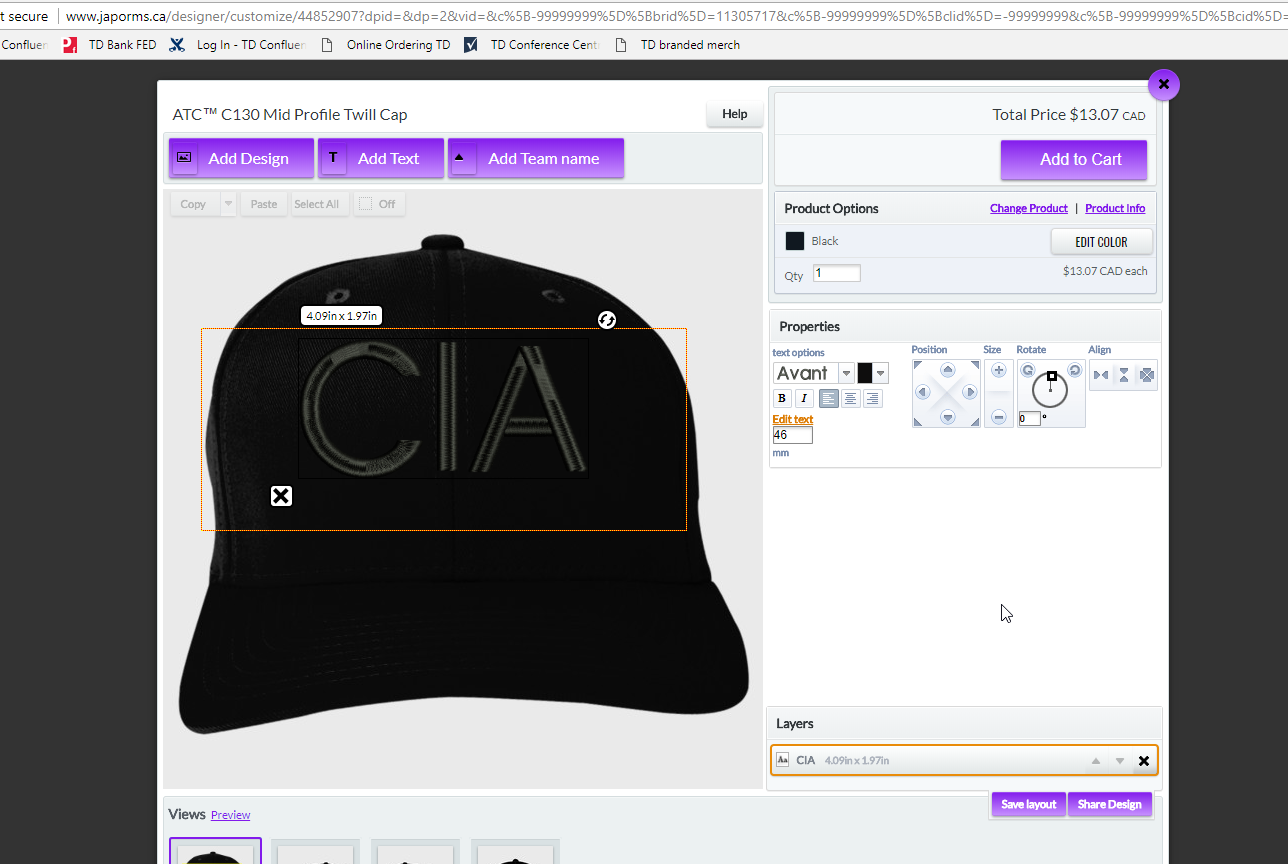 t secure | www.japorms.ca/designer/customize/44852907?dpid=&dp=2&vid=&c%5B-99999999%5D%5Bbrid%5D=11305717&c%5B-99999999%5D%5Bclid%5D=-99999999&c%5B-99999999%5D%5Bcid%5D=
Confluen TD Bank FED Log In - TD Confluen Online Ordering TD TD Conference Cent TD branded merch
ATC™ C130 Mid Profile Twill Cap
Help
Total Price $13.07 CAD
Add Design
T Add Text
Add Team name
Add to Cart
Copy
Paste
Select All
Off
Product Options
Change Product | Product Info
Black
EDIT COLOR
Qty 1
$13.07 CAD each
4.09in x 1.97in
CIA
Properties
text options
Position
Size
Rotate
Align
Avant
B I
Edit text
46
mm
0 °
Layers
Aa CIA 4.09in x 1.97in
Save layout
Share Design
Views Preview